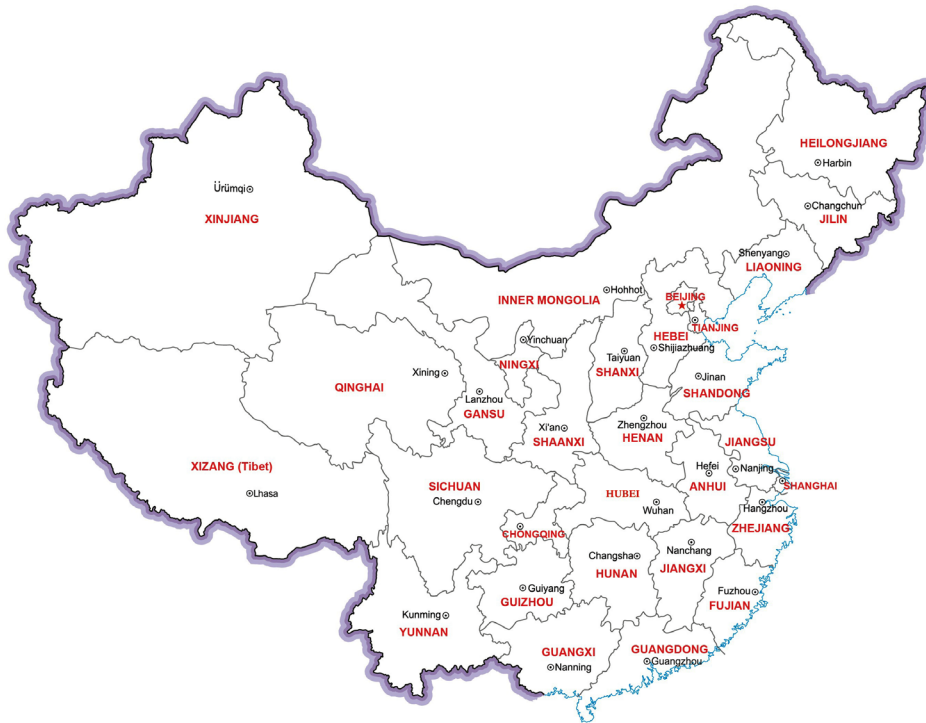 HEILONGJIANG
Harbin
Ürümqi
XINJIANG
Changchun
JILIN
Shenyang
LIAONING
Hohhot
INNER MONGOLIA
BEIJING
TIANJING
HEBEI
Shijiazhuang
Yinchuan
NINGXI
Taiyuan
SHANXI
Xining
QINGHAI
Lanzhou
GANSU
Jinan
SHANDONG
Xi'an
SHAANXI
Zhengzhou
HENAN
JIANGSU
Nanjing
Hefei
ANHUI
SHANGHAI
XIZANG (Tibet)
Lhasa
SICHUAN
Chengdu
HUBEI
Wuhan
Hangzhou
ZHEJIANG
CHONGQING
Changsha
HUNAN
Nanchang
JIANGXI
Guiyang
GUIZHOU
Fuzhou
FUJIAN
Kunming
YUNNAN
GUANGXI
Nanning
GUANGDONG
Guangzhou